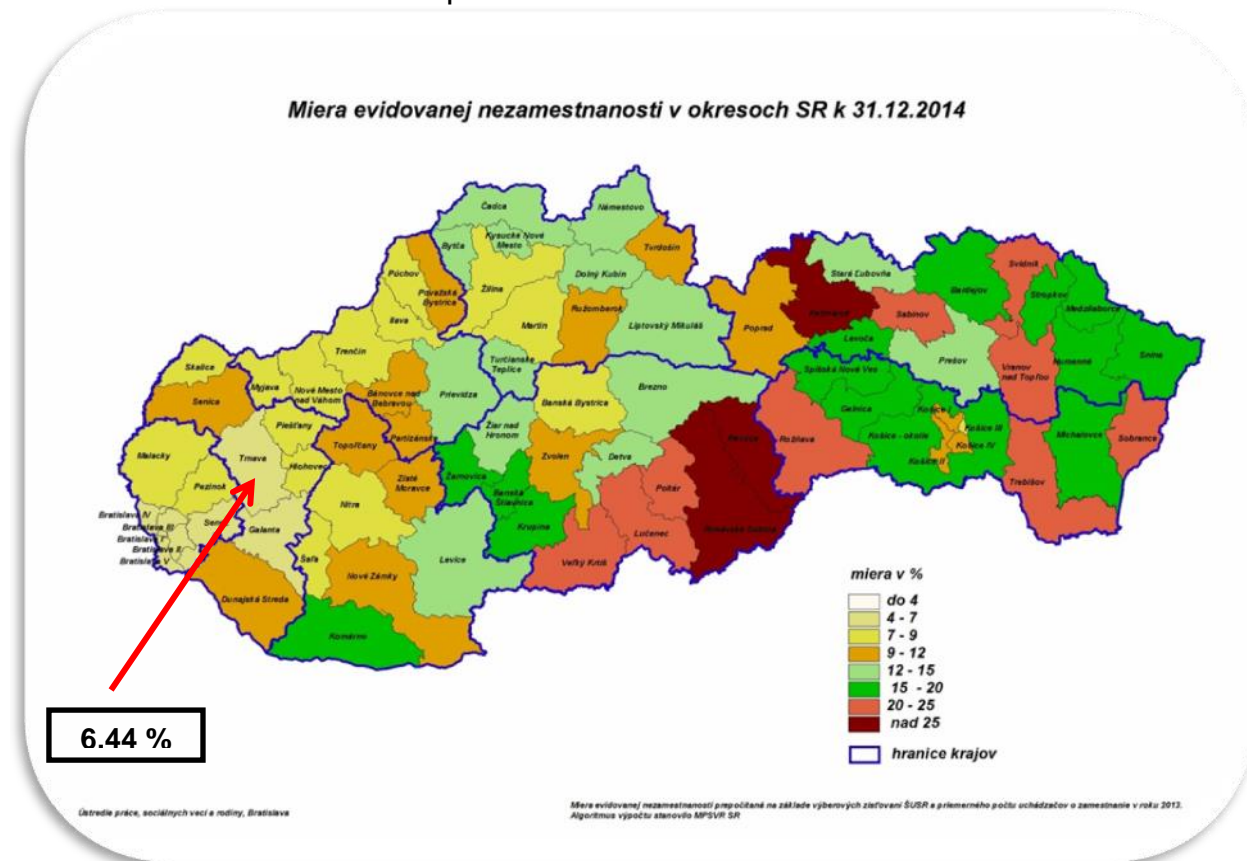 Miera evidovanej nezamestnanosti v okresoch SR k 31.12.2014
Čadca
Námestovo
Bytča
Kysucké Nové
Mesto
Tvrdošín
Púchov
Považská
Bystrica
Žilina
Dolný Kubín
Ilava
Martin
Ružomberok
Liptovský Mikuláš
Poprad
Kežmarok
Stará Ľubovňa
Bardejov
Svidník
Stropkov
Medzilaborce
Sabinov
Levoča
Prešov
Vranov
nad Topľou
Humenné
Snina
Trenčín
Turčianske
Teplice
Skalica
Myjava
Nové Mesto
nad Váhom
Bánovce nad
Bebravou
Prievidza
Brezno
Spišská Nová Ves
Senica
Banská Bystrica
Gelnica
Piešťany
Topoľčany
Partizánske
Žiar nad
Hronom
Košice I
Košice III
Košice - okolie
Košice IV
Košice II
Michalovce
Sobrance
Malacky
Trnava
Hlohovec
Zvolen
Detva
Revúca
Rožňava
Pezinok
Zlaté
Moravce
Žarnovica
Banská
Štiavnica
Poltár
Trebišov
Nitra
Bratislava IV
Bratislava III
Bratislava I
Bratislava II
Bratislava V
Galanta
Krupina
Lučenec
Rimavská Sobota
Šaľa
Levice
Veľký Krtíš
Nové Zámky
Dunajská Streda
Komárno
miera v %
do 4
4 - 7
7 - 9
9 - 12
12 - 15
15 - 20
20 - 25
nad 25
hranice krajov
6.44 %
Ústredie práce, sociálnych vecí a rodiny, Bratislava
Miera evidovanej nezamestnanosti prepočítaná na základe výberových zisťovaní ŠÚSR a priemerného počtu uchádzačov o zamestnanie v roku 2013.
Algoritmus výpočtu stanovilo MPSVR SR